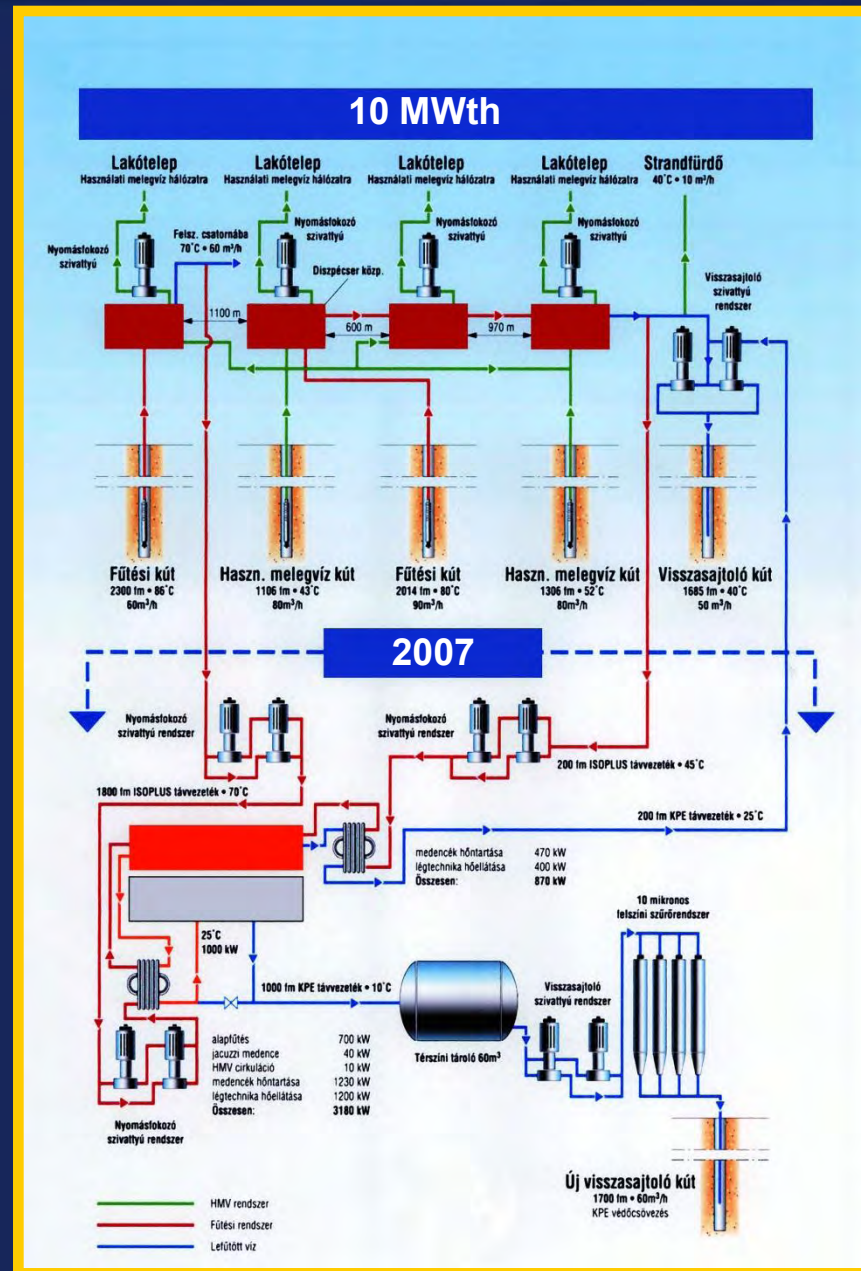 10 MWth
Lakótelep
Használati melegvíz hálózatra
Lakótelep
Használati melegvíz hálózatra
Lakótelep
Használati melegvíz hálózatra
Lakótelep
Használati melegvíz hálózatra
Strandfürdő
40°C • 10 m³/h
Nyomásfokozó
szivattyú
Felsz. csatornába
70°C • 60 m³/h
Nyomásfokozó
szivattyú
Nyomásfokozó
szivattyú
Nyomásfokozó
szivattyú
Diszpécser közp.
Visszasajtoló
szivattyú
rendszer
1100 m
600 m
970 m
Fűtési kút
2300 fm • 86°C
60m³/h
Haszn. melegvíz kút
1106 fm • 43°C
80m³/h
Fűtési kút
2014 fm • 80°C
90m³/h
Haszn. melegvíz kút
1306 fm • 52°C
80m³/h
Visszasajtoló kút
1685 fm • 40°C
50 m³/h
2007
Nyomásfokozó
szivattyú rendszer
Nyomásfokozó
szivattyú rendszer
200 fm ISOPLUS távvezeték • 45°C
1800 fm ISOPLUS távvezeték • 70°C
200 fm KPE távvezeték • 25°C
medencék hőntartása 470 kW
légtechnika hőellátása 400 kW
Összesen: 870 kW
10 mikronos
felszíni szűrőrendszer
25°C
1000 kW
1000 fm KPE távvezeték • 10°C
Visszasajtoló
szivattyú rendszer
Térszíni tároló 60m³
alapfűtés 700 kW
jacuzzi medence 40 kW
HMV cirkuláció 10 kW
medencék hőntartása 1230 kW
légtechnika hőellátása 1200 kW
Összesen: 3180 kW
Nyomásfokozó
szivattyú rendszer
Új visszasajtoló kút
1700 fm • 60m³/h
KPE védőcsövezés
HMV rendszer
Fűtési rendszer
Lefűtött víz